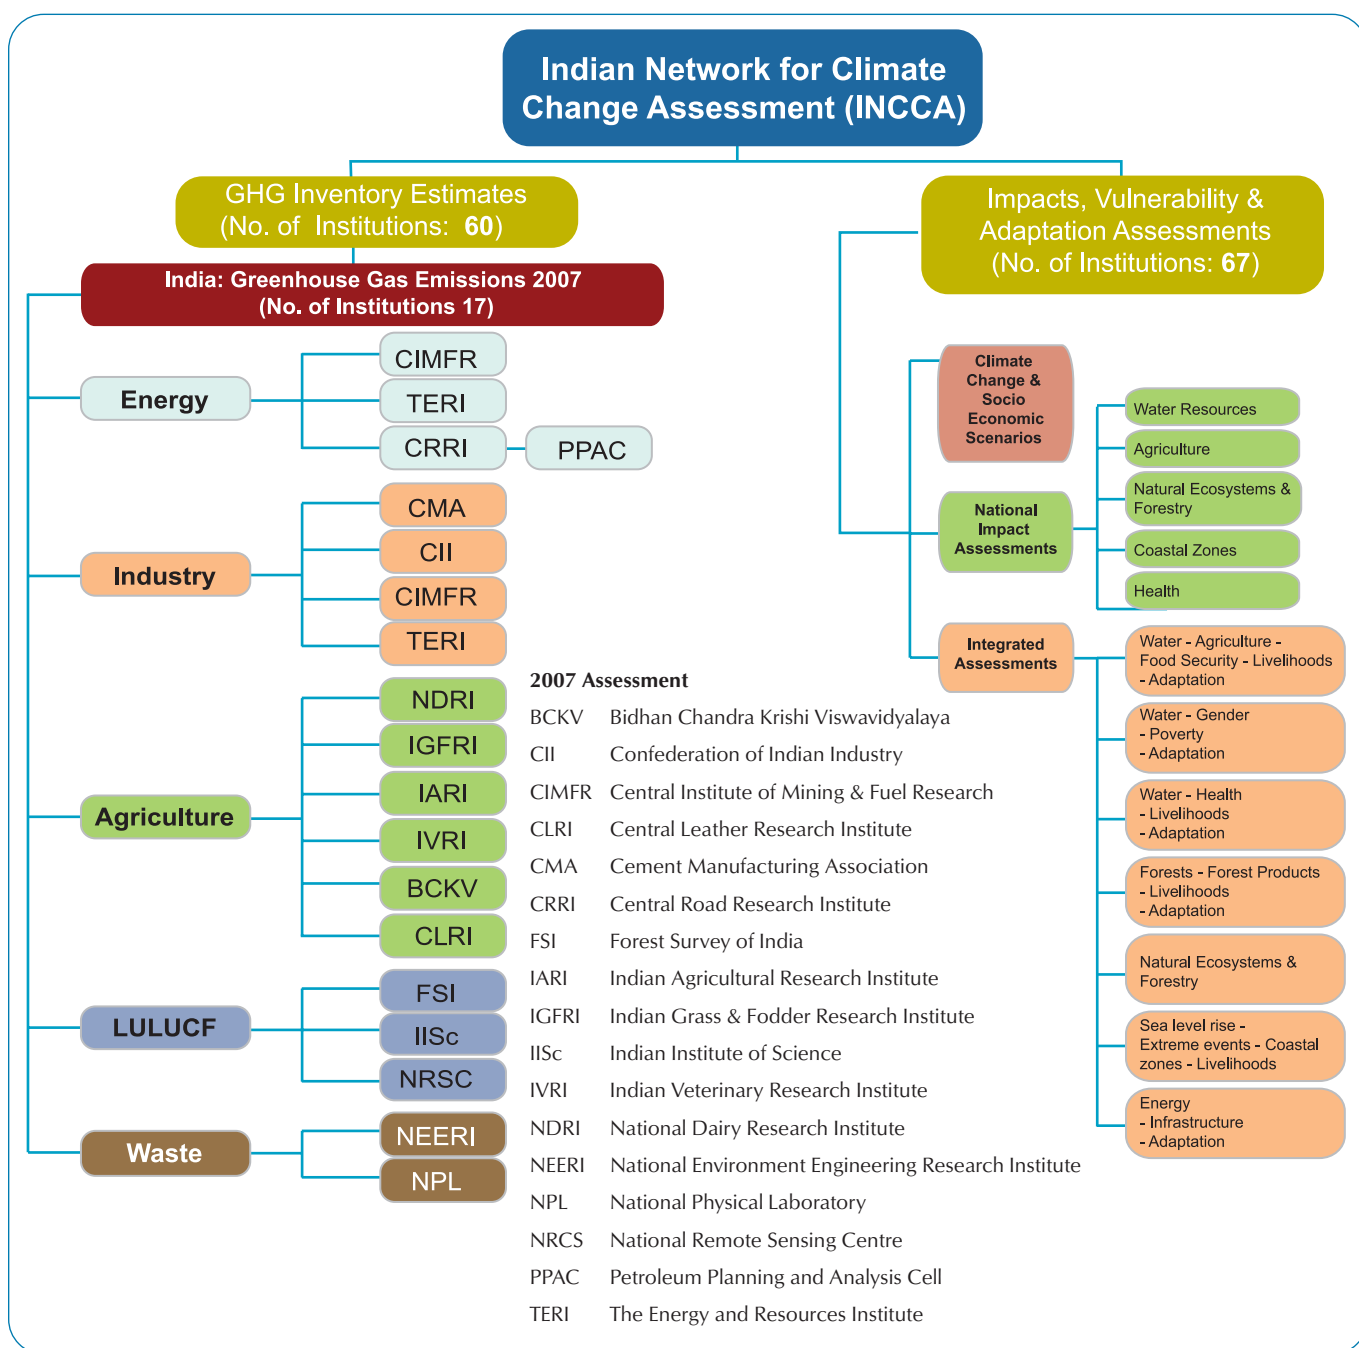 Indian Network for Climate
Change Assessment (INCCA)
GHG Inventory Estimates
(No. of Institutions: 60)
India: Greenhouse Gas Emissions 2007
(No. of Institutions 17)
Energy
CIMFR
TERI
CRRI
PPAC
Industry
CMA
CII
CIMFR
TERI
Agriculture
NDRI
IGFRI
IARI
IVRI
BCKV
CLRI
LULUCF
FSI
IISc
NRSC
Waste
NEERI
NPL
2007 Assessment
BCKV Bidhan Chandra Krishi Viswavidyalaya
CII Confederation of Indian Industry
CIMFR Central Institute of Mining & Fuel Research
CLRI Central Leather Research Institute
CMA Cement Manufacturing Association
CRRI Central Road Research Institute
FSI Forest Survey of India
IARI Indian Agricultural Research Institute
IGFRI Indian Grass & Fodder Research Institute
IISc Indian Institute of Science
IVRI Indian Veterinary Research Institute
NDRI National Dairy Research Institute
NEERI National Environment Engineering Research Institute
NPL National Physical Laboratory
NRCS National Remote Sensing Centre
PPAC Petroleum Planning and Analysis Cell
TERI The Energy and Resources Institute
Impacts, Vulnerability &
Adaptation Assessments
(No. of Institutions: 67)
Climate
Change &
Socio
Economic
Scenarios
National
Impact
Assessments
Water Resources
Agriculture
Natural Ecosystems &
Forestry
Coastal Zones
Health
Integrated
Assessments
Water - Agriculture -
Food Security - Livelihoods
- Adaptation
Water - Gender
- Poverty
- Adaptation
Water - Health
- Livelihoods
- Adaptation
Forests - Forest Products
- Livelihoods
- Adaptation
Natural Ecosystems &
Forestry
Sea level rise -
Extreme events - Coastal
zones - Livelihoods
Energy
- Infrastructure
- Adaptation